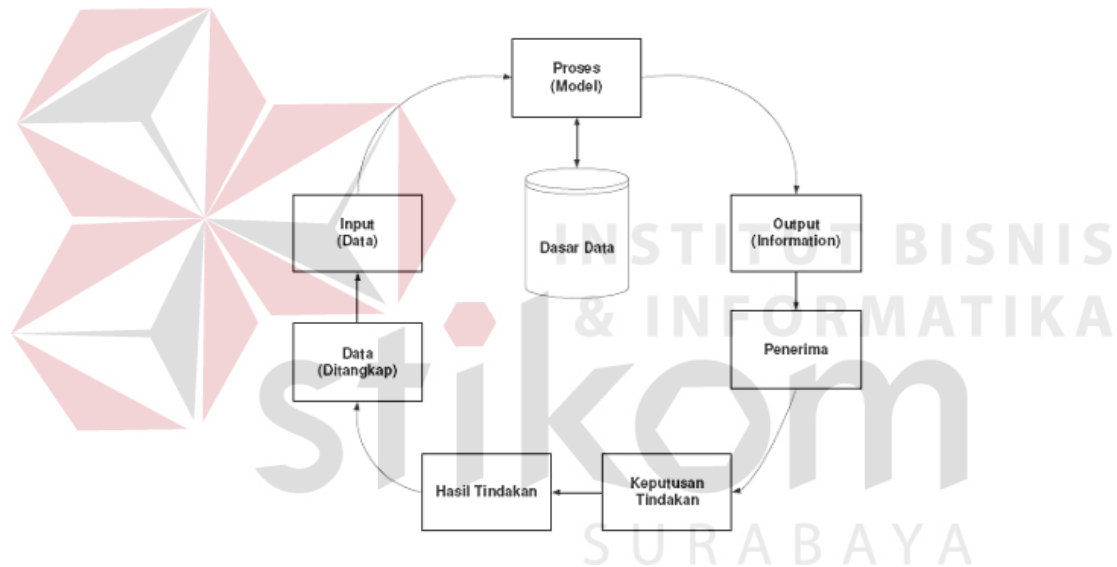 Proses
(Model)
Input
(Data)
Dasar Data
Output
(Information)
INSTITUT BISNIS
& INFORMATIKA
Data
(Ditangkap)
Penerima
stikom
Hasil Tindakan
Keputusan
Tindakan
SURABAYA